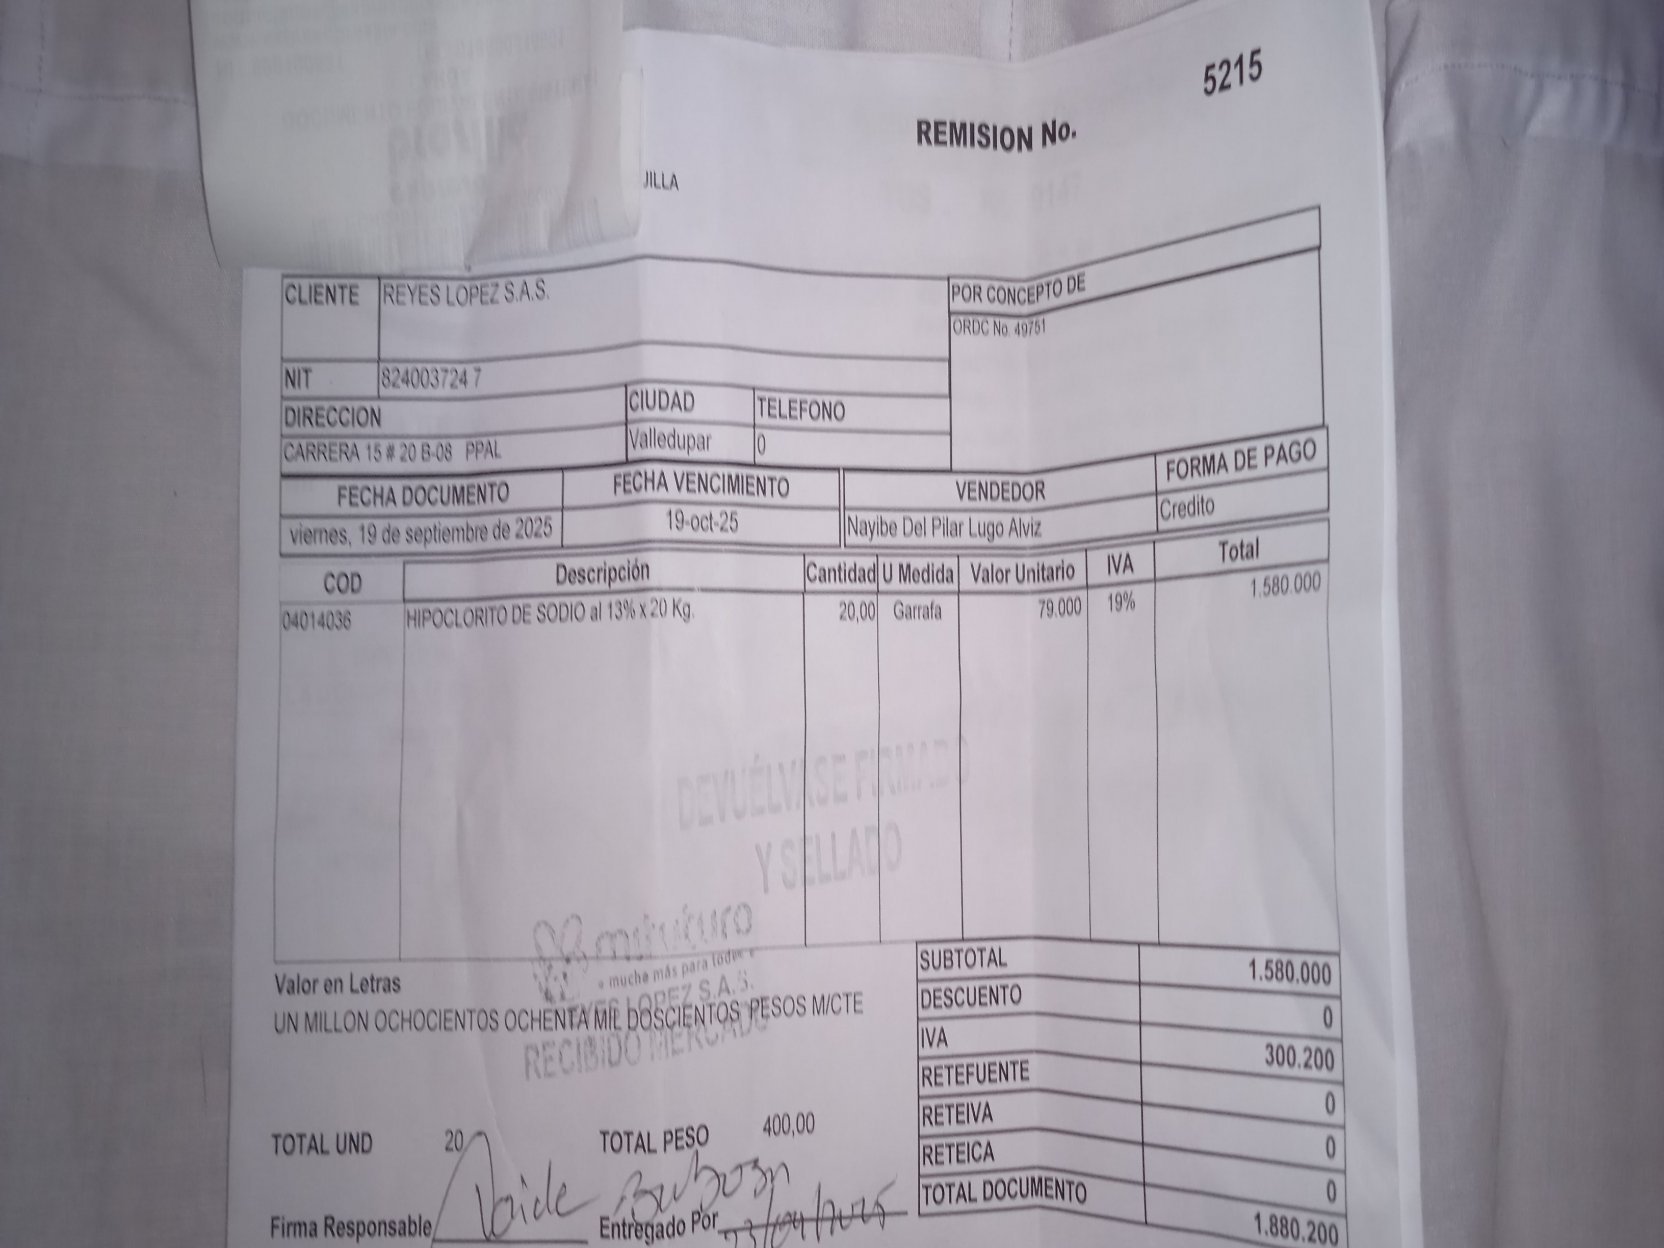 5215
REMISION No.
JILLA
CLIENTE REYES LOPEZ S.A.S.
POR CONCEPTO DE
ORDC No. 49751
NIT 824003724 7
DIRECCION CIUDAD TELEFONO
CARRERA 15 # 20 B-08 PPAL Valledupar 0
FECHA DOCUMENTO FECHA VENCIMIENTO VENDEDOR FORMA DE PAGO
viernes, 19 de septiembre de 2025 19-oct-25 Nayibe Del Pilar Lugo Alviz Credito
COD Descripción Cantidad U Medida Valor Unitario IVA Total
04014036 HIPOCLORITO DE SODIO al 13% x 20 Kg. 20,00 Garrafa 79.000 19% 1.580.000
DEVUÉLVASE FIRMADO
Y SELLADO
mifuturo
mucho más para todos
REYES LOPEZ S.A.S.
RECIBIDO MERCADO
Valor en Letras
UN MILLON OCHOCIENTOS OCHENTA MIL DOSCIENTOS PESOS M/CTE
SUBTOTAL 1.580.000
DESCUENTO 0
IVA 300.200
RETEFUENTE 0
RETEIVA 0
RETEICA 0
TOTAL DOCUMENTO 1.880.200
TOTAL UND 20 TOTAL PESO 400,00
Firma Responsable Entregado Por